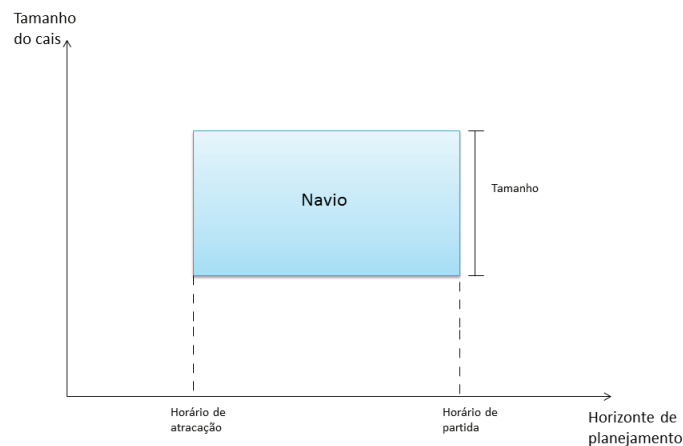 Tamanho
do cais
Navio
Tamanho
Horário de
atracação
Horário de
partida
Horizonte de
planejamento